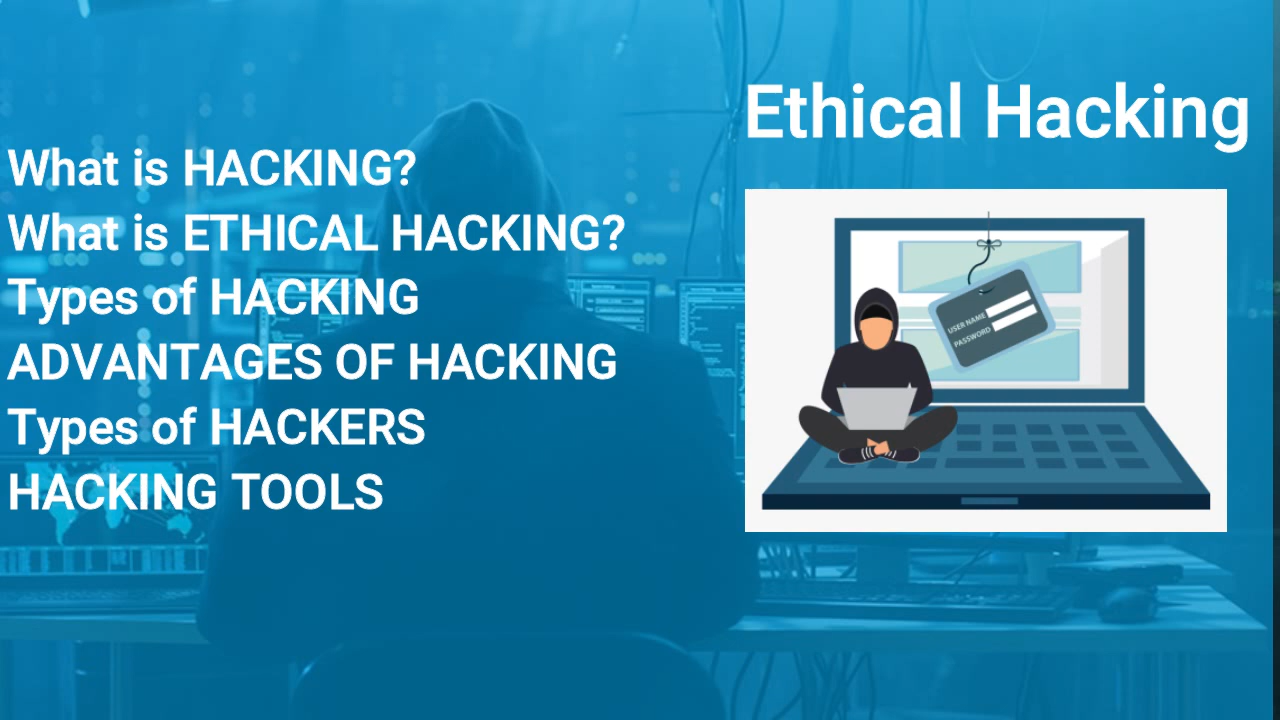 Ethical Hacking
What is HACKING?
What is ETHICAL HACKING?
Types of HACKING
ADVANTAGES OF HACKING
Types of HACKERS
HACKING TOOLS
USER NAME
PASSWORD